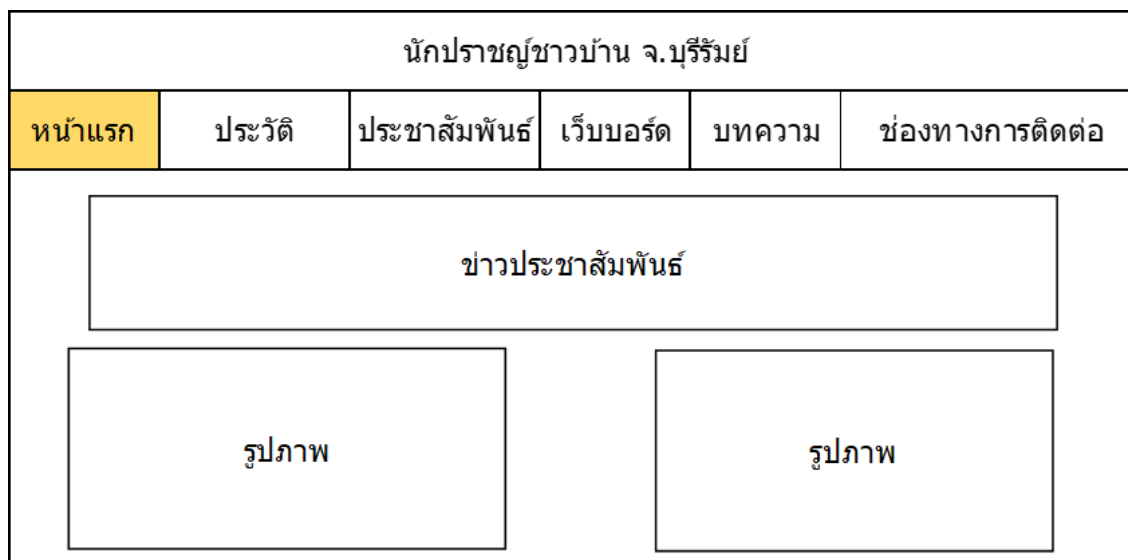 นักปราชญ์ชาวบ้าน จ.บุรีรัมย์
หน้าแรก ประวัติ ประชาสัมพันธ์ เว็บบอร์ด บทความ ช่องทางการติดต่อ
ข่าวประชาสัมพันธ์
รูปภาพ รูปภาพ